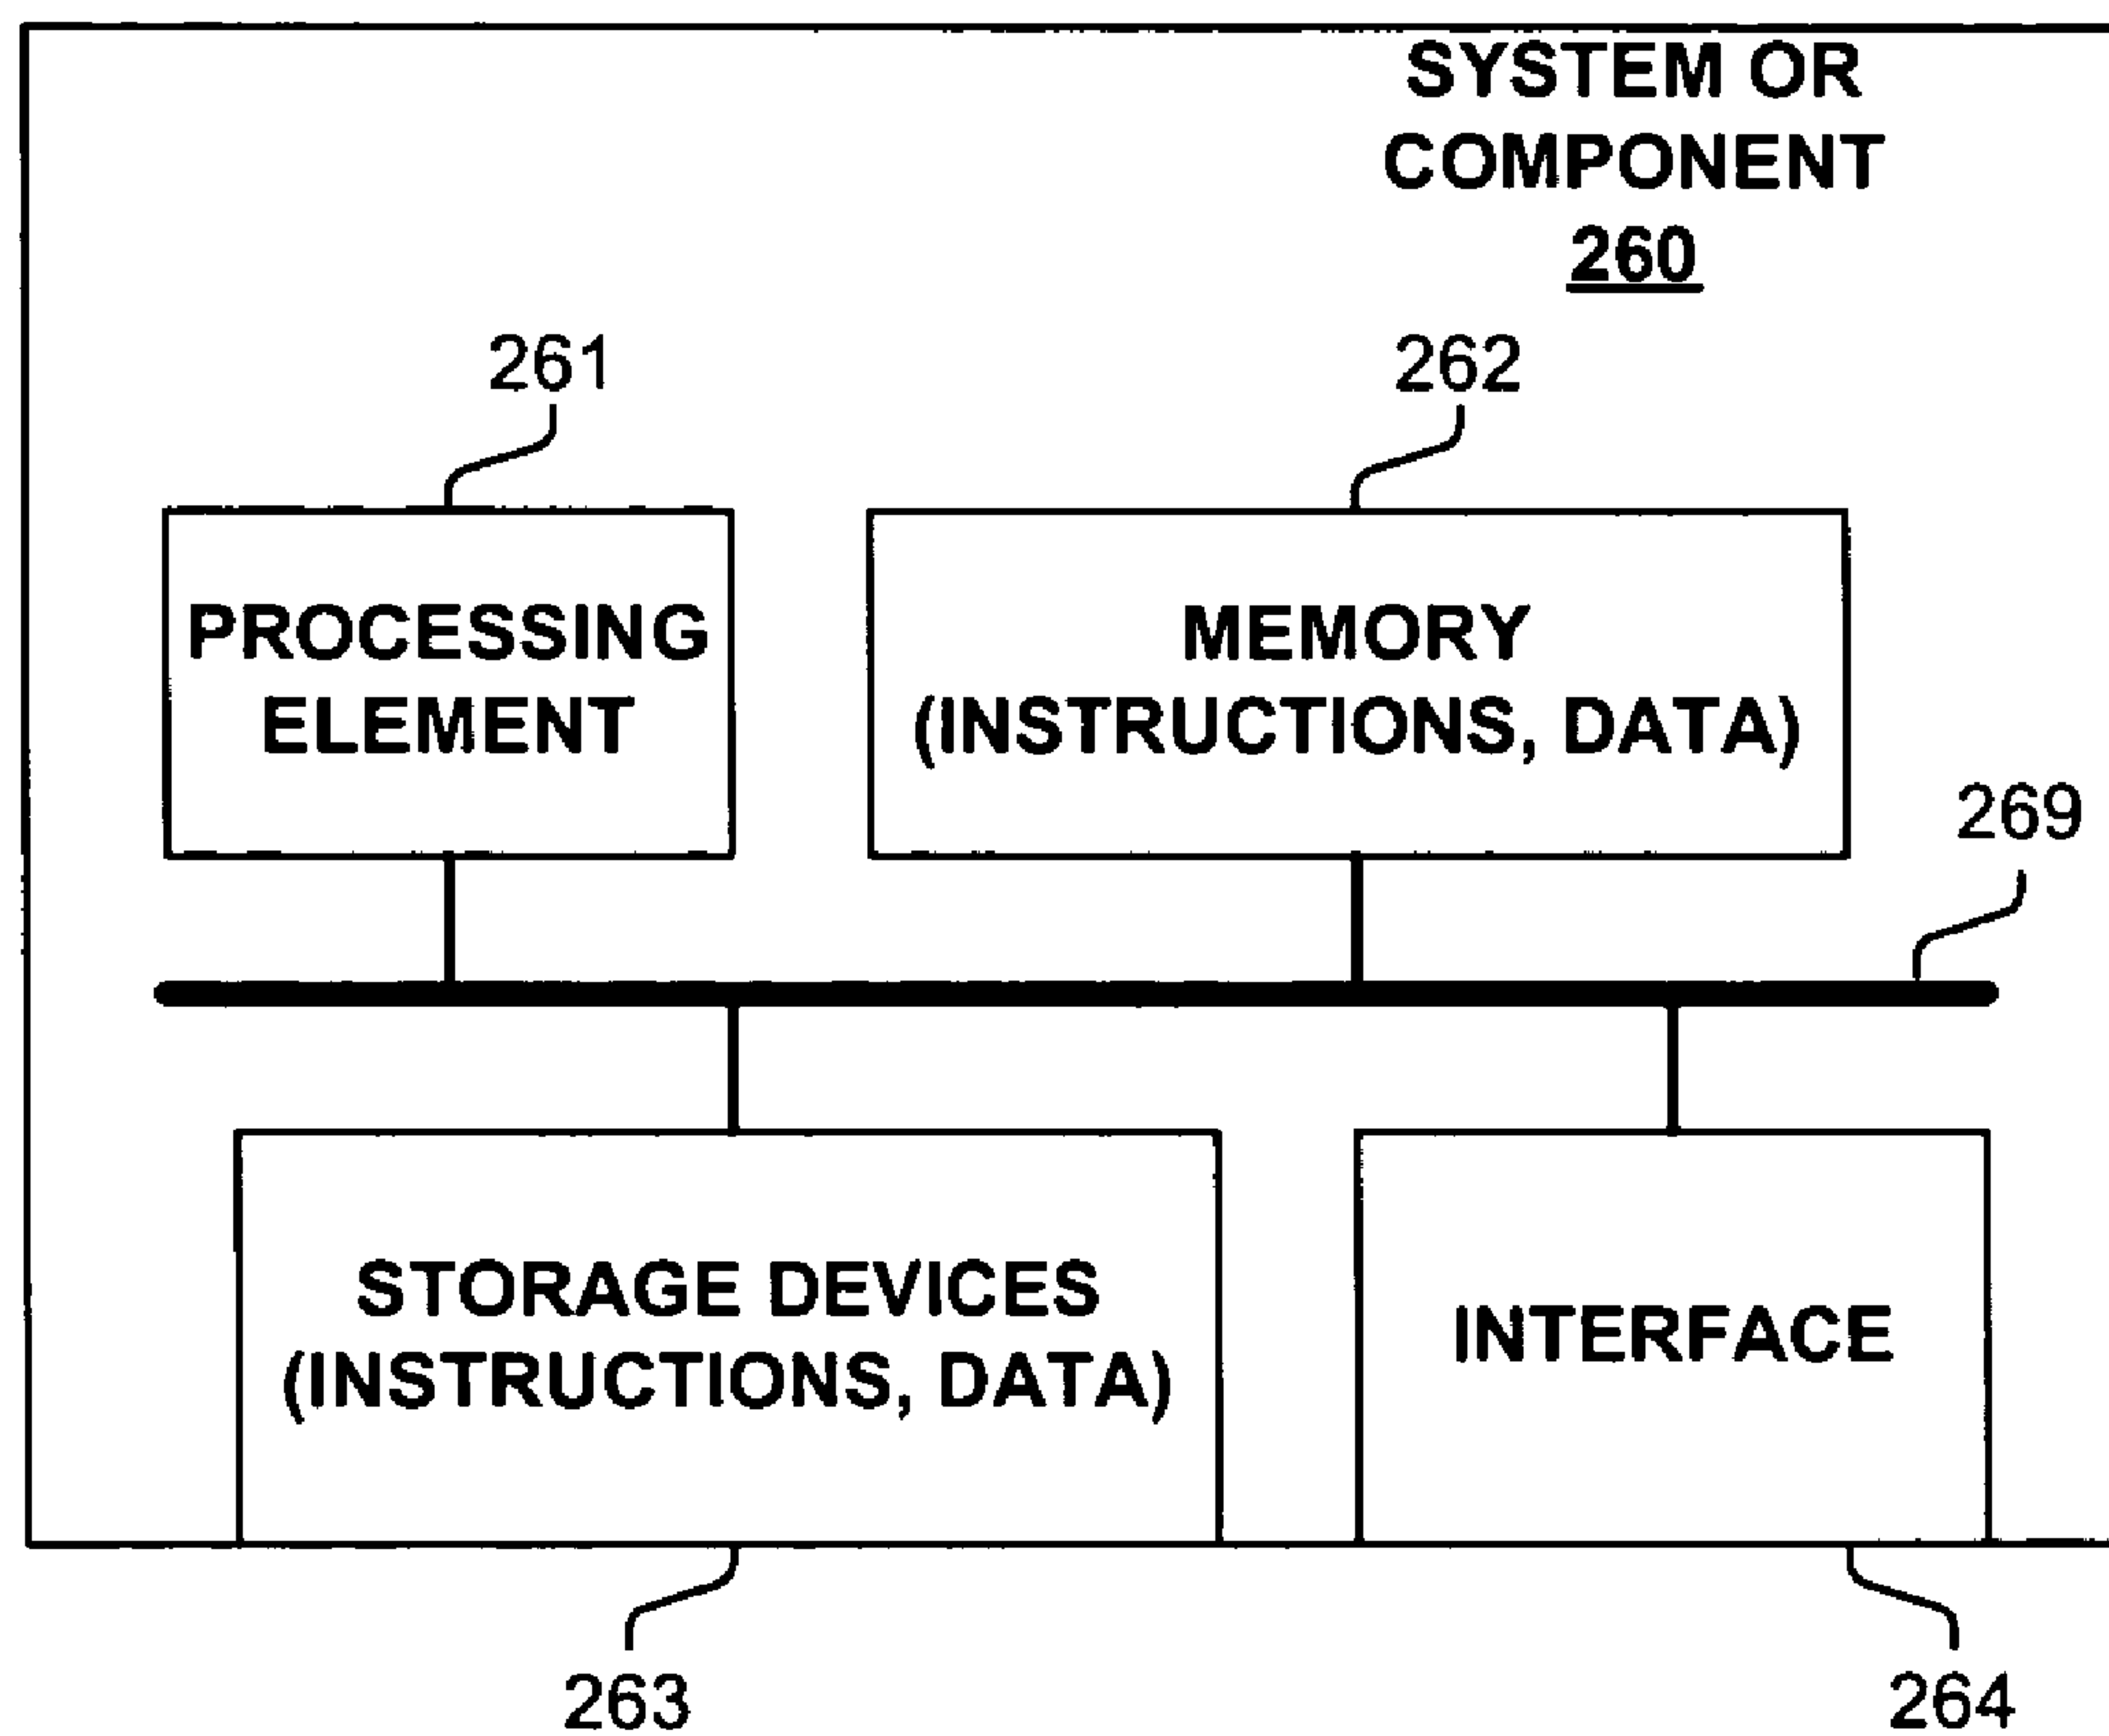 SYSTEM OR
COMPONENT
260
261
262
PROCESSING
ELEMENT
MEMORY
(INSTRUCTIONS, DATA)
269
STORAGE DEVICES
(INSTRUCTIONS, DATA)
INTERFACE
263
264